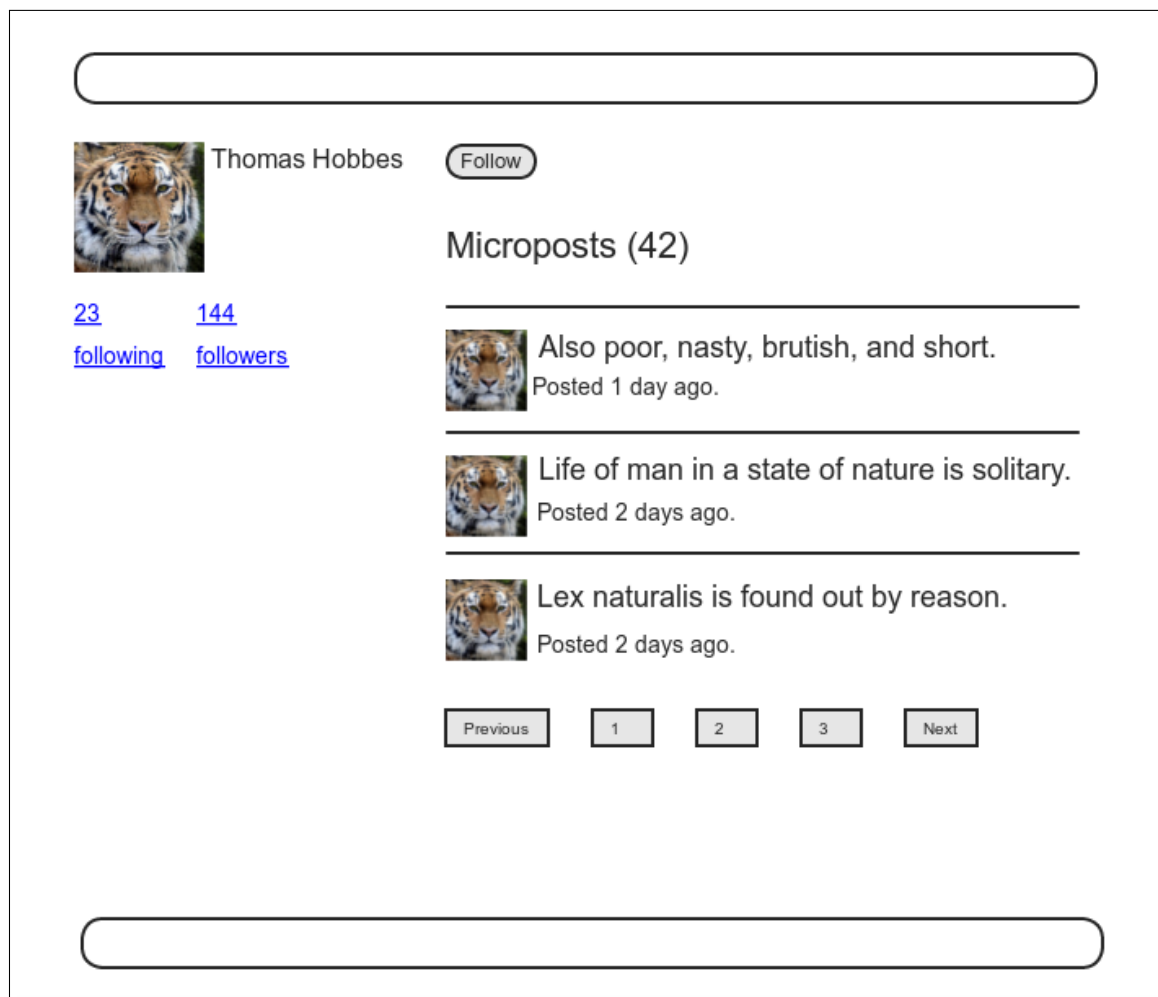 Thomas Hobbes
23 144
following followers
Follow
Microposts (42)
Also poor, nasty, brutish, and short.
Posted 1 day ago.
Life of man in a state of nature is solitary.
Posted 2 days ago.
Lex naturalis is found out by reason.
Posted 2 days ago.
Previous 1 2 3 Next